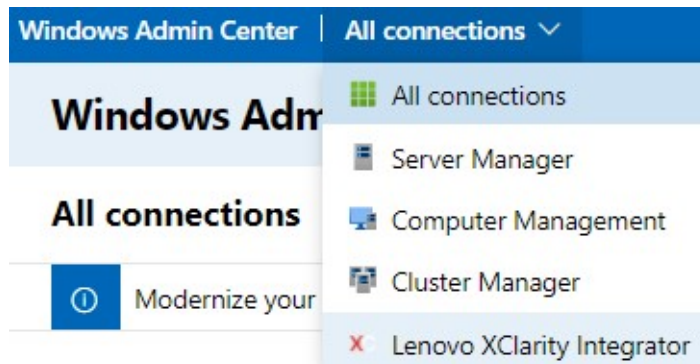 Windows Admin Center
All connections
Windows Adm
All connections
Modernize your
All connections
Server Manager
Computer Management
Cluster Manager
Lenovo XClarity Integrator